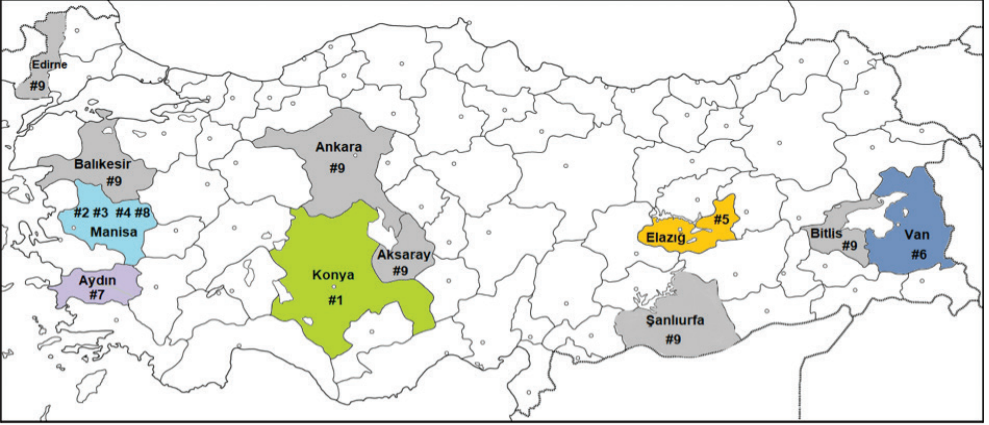 Edirne
#9
Balıkesir
#9
#2 #3 #4 #8
Manisa
Aydın
#7
Ankara
#9
Aksaray
#9
Konya
#1
Elazığ
#5
Şanlıurfa
#9
Bitlis
#9
Van
#6